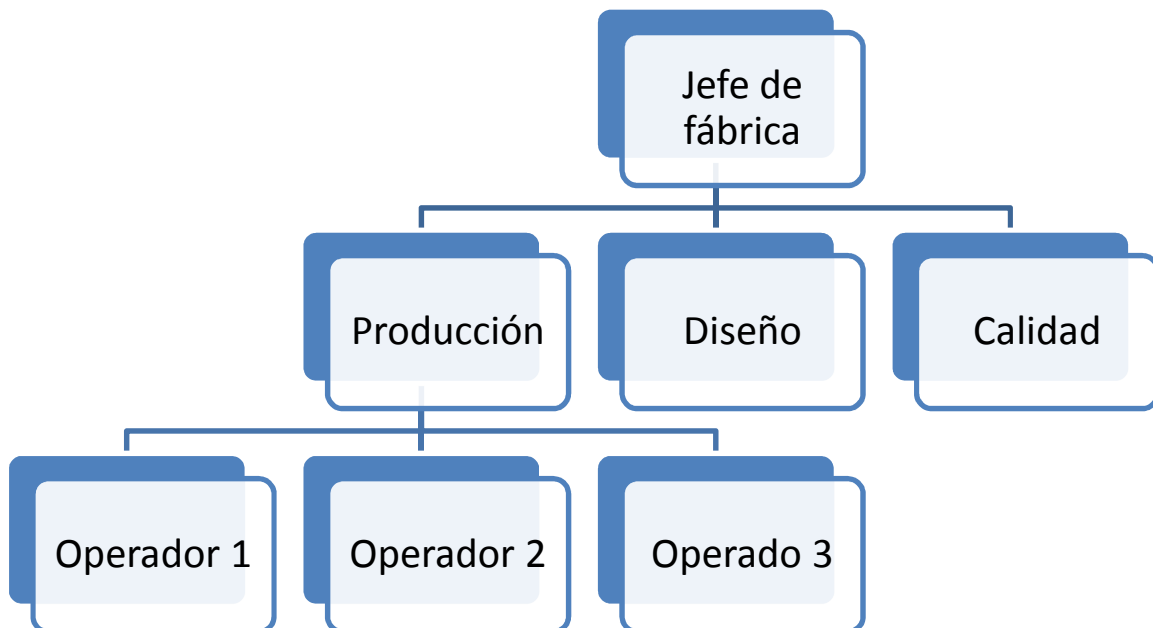 Jefe de
fábrica
Producción
Diseño
Calidad
Operador 1
Operador 2
Operado 3